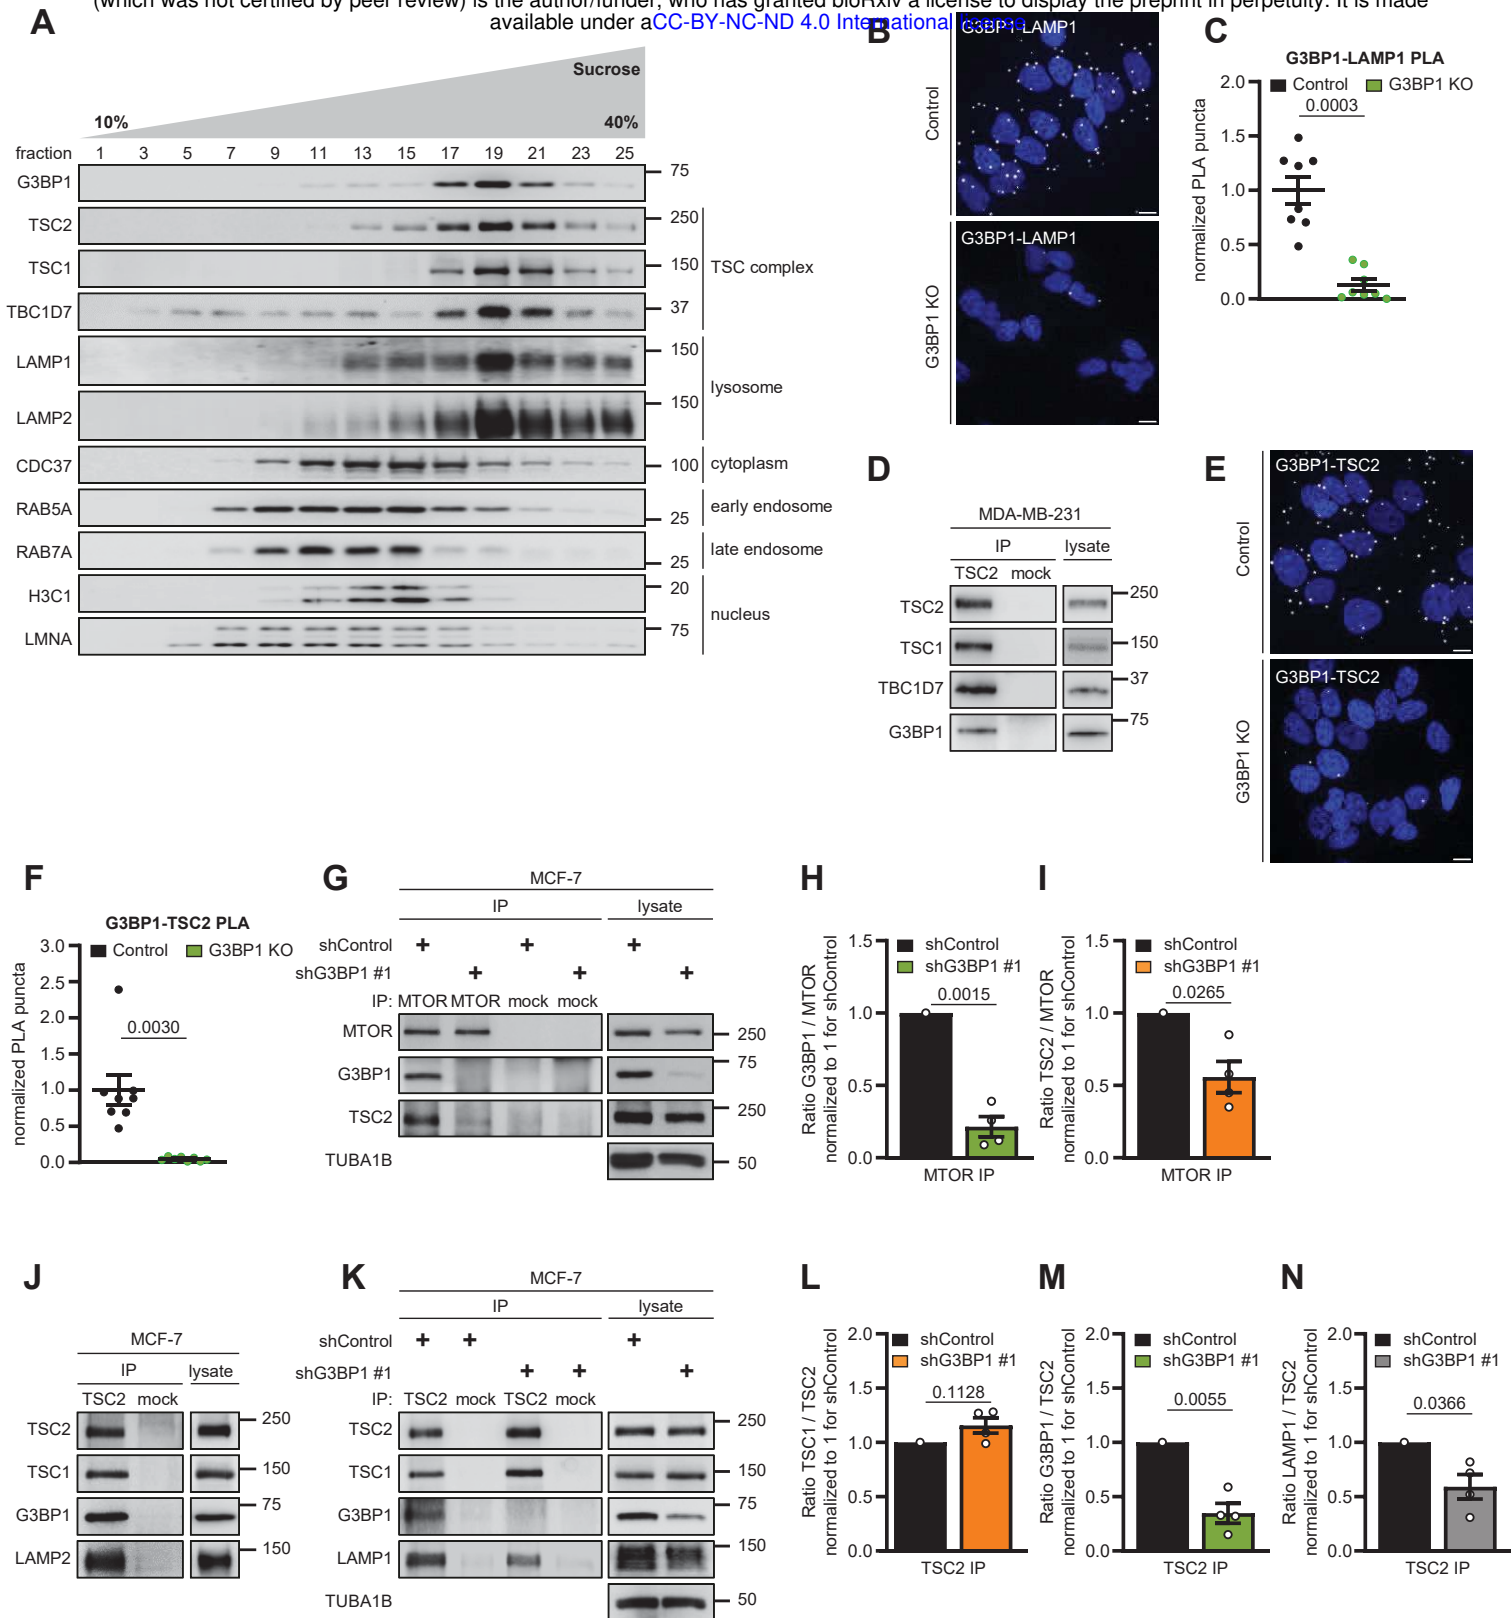 (which was not certified by peer review) is the author/funder, who has granted bioRxiv a license to display the preprint in perpetuity. It is made
available under aCC-BY-NC-ND 4.0 International license
A
Sucrose
10%
40%
fraction 1 3 5 7 9 11 13 15 17 19 21 23 25
G3BP1 75
TSC2 250
TSC1 150
TSC complex
TBC1D7 37
LAMP1 150
lysosome
LAMP2 150
CDC37 100 cytoplasm
RAB5A 25 early endosome
RAB7A 25 late endosome
H3C1 20
nucleus
LMNA 75
B
G3BP1-LAMP1
Control
G3BP1-LAMP1
G3BP1 KO
C
G3BP1-LAMP1 PLA
Control G3BP1 KO
0.0003
normalized PLA puncta
2.0
1.5
1.0
0.5
0.0
D
MDA-MB-231
IP lysate
TSC2 mock
TSC2 250
TSC1 150
TBC1D7 37
G3BP1 75
E
G3BP1-TSC2
Control
G3BP1-TSC2
G3BP1 KO
F
G3BP1-TSC2 PLA
Control G3BP1 KO
0.0030
normalized PLA puncta
3.0
2.5
2.0
1.5
1.0
0.5
0.0
G
MCF-7
IP lysate
shControl + + +
shG3BP1 #1 + + +
IP: MTOR MTOR mock mock
MTOR 250
G3BP1 75
TSC2 250
TUBA1B 50
H
Ratio G3BP1 / MTOR
normalized to 1 for shControl
shControl
shG3BP1 #1
0.0015
1.5
1.0
0.5
0.0
MTOR IP
I
Ratio TSC2 / MTOR
normalized to 1 for shControl
shControl
shG3BP1 #1
0.0265
1.5
1.0
0.5
0.0
MTOR IP
J
MCF-7
IP lysate
TSC2 mock
TSC2 250
TSC1 150
G3BP1 75
LAMP2 150
K
MCF-7
IP lysate
shControl + + +
shG3BP1 #1 + + +
IP: TSC2 mock TSC2 mock
TSC2 250
TSC1 150
G3BP1 75
LAMP1 150
TUBA1B 50
L
Ratio TSC1 / TSC2
normalized to 1 for shControl
shControl
shG3BP1 #1
0.1128
2.0
1.5
1.0
0.5
0.0
TSC2 IP
M
Ratio G3BP1 / TSC2
normalized to 1 for shControl
shControl
shG3BP1 #1
0.0055
2.0
1.5
1.0
0.5
0.0
TSC2 IP
N
Ratio LAMP1 / TSC2
normalized to 1 for shControl
shControl
shG3BP1 #1
0.0366
2.0
1.5
1.0
0.5
0.0
TSC2 IP